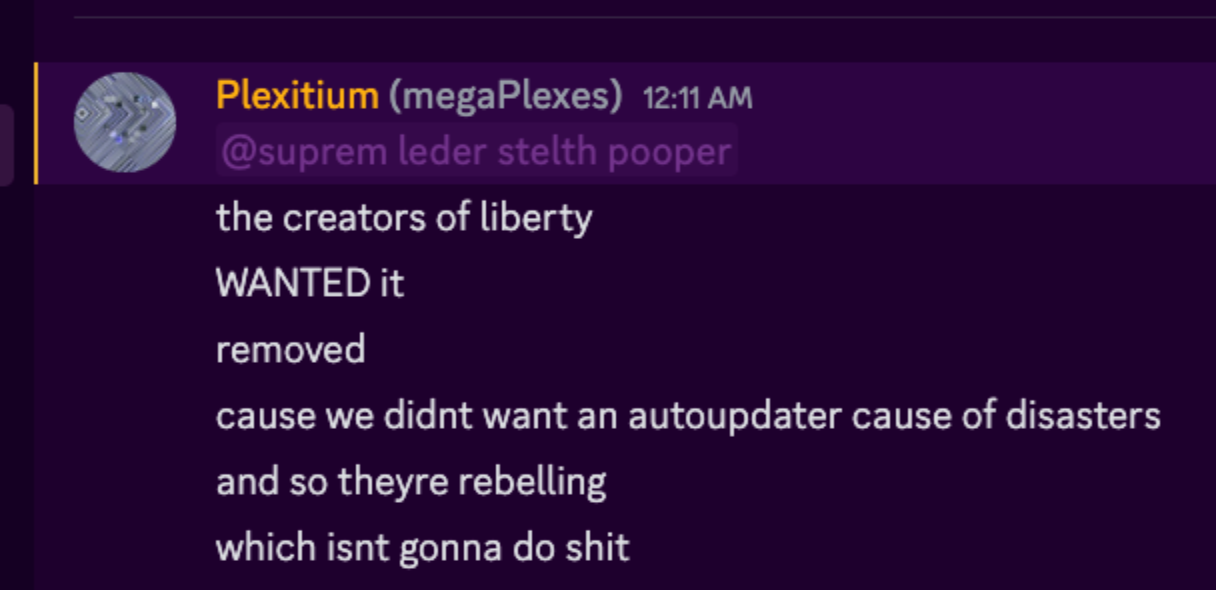 Plexitium (megaPlexes) 12:11 AM
@suprem leder stelth pooper
the creators of liberty
WANTED it
removed
cause we didnt want an autoupdater cause of disasters
and so theyre rebelling
which isnt gonna do shit